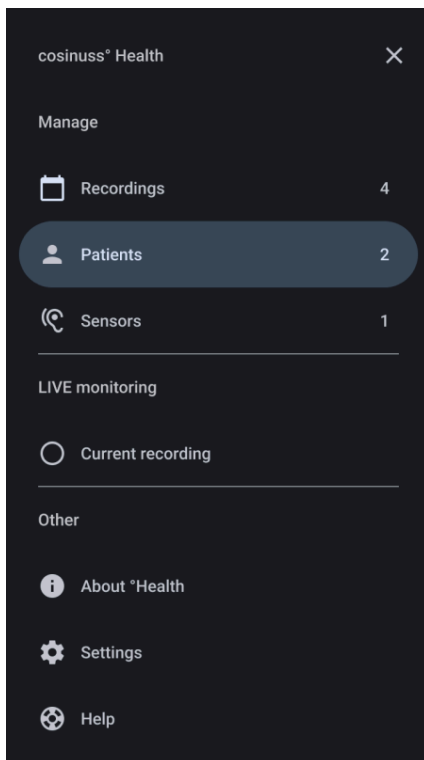 cosinuss° Health
Manage
Recordings 4
Patients 2
Sensors 1
LIVE monitoring
Current recording
Other
About °Health
Settings
Help